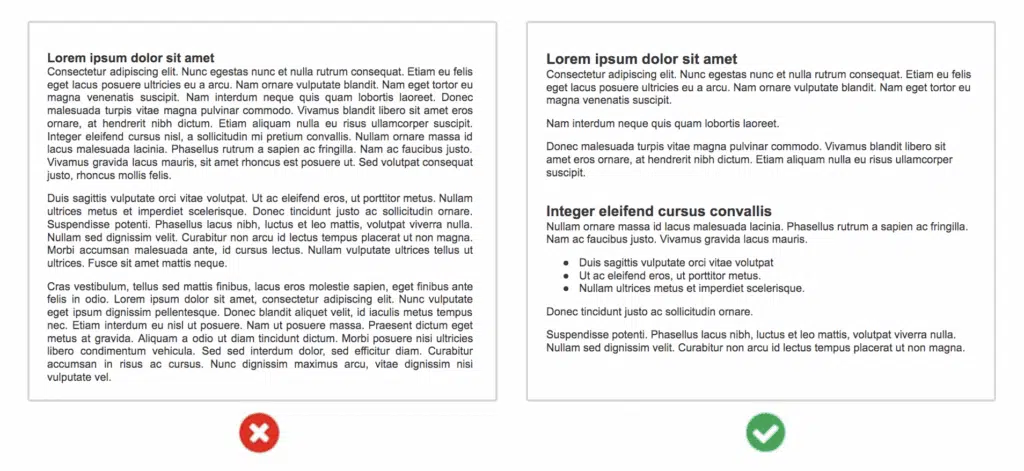 Lorem ipsum dolor sit amet
Consectetur adipiscing elit. Nunc egestas nunc et nulla rutrum consequat. Etiam eu felis
eget lacus posuere ultricies eu a arcu. Nam ornare vulputate blandit. Nam eget tortor eu
magna venenatis suscipit. Nam interdum neque quis quam lobortis laoreet. Donec
malesuada turpis vitae magna pulvinar commodo. Vivamus blandit libero sit amet eros
ornare, at hendrerit nibh dictum. Etiam aliquam nulla eu risus ullamcorper suscipit.
Integer eleifend cursus nisl, a sollicitudin mi pretium convallis. Nullam ornare massa id
lacus malesuada lacinia. Phasellus rutrum a sapien ac fringilla. Nam ac faucibus justo.
Vivamus gravida lacus mauris, sit amet rhoncus est posuere ut. Sed volutpat consequat
justo, rhoncus mollis felis.
Duis sagittis vulputate orci vitae volutpat. Ut ac eleifend eros, ut porttitor metus. Nullam
ultrices metus et imperdiet scelerisque. Donec tincidunt justo ac sollicitudin ornare.
Suspendisse potenti. Phasellus lacus nibh, luctus et leo mattis, volutpat viverra nulla.
Nullam sed dignissim velit. Curabitur non arcu id lectus tempus placerat ut non magna.
Morbi accumsan malesuada ante, id cursus lectus. Nullam vulputate ultrices tellus ut
ultrices. Fusce sit amet mattis neque.
Cras vestibulum, tellus sed mattis finibus, lacus eros molestie sapien, eget finibus ante
felis in odio. Lorem ipsum dolor sit amet, consectetur adipiscing elit. Nunc vulputate
eget ipsum dignissim pellentesque. Donec blandit aliquet velit, id iaculis metus tempus
nec. Etiam interdum eu nisl ut posuere. Nam ut posuere massa. Praesent dictum eget
metus at gravida. Aliquam a odio ut diam tincidunt dictum. Morbi posuere nisi ultricies
libero condimentum vehicula. Sed sed interdum dolor, sed efficitur diam. Curabitur
accumsan in risus ac cursus. Nunc dignissim maximus arcu, vitae dignissim nisi
vulputate vel.
Lorem ipsum dolor sit amet
Consectetur adipiscing elit. Nunc egestas nunc et nulla rutrum consequat. Etiam eu felis
eget lacus posuere ultricies eu a arcu. Nam ornare vulputate blandit. Nam eget tortor eu
magna venenatis suscipit.
Nam interdum neque quis quam lobortis laoreet.
Donec malesuada turpis vitae magna pulvinar commodo. Vivamus blandit libero sit
amet eros ornare, at hendrerit nibh dictum. Etiam aliquam nulla eu risus ullamcorper
suscipit.
Integer eleifend cursus convallis
Nullam ornare massa id lacus malesuada lacinia. Phasellus rutrum a sapien ac fringilla.
Nam ac faucibus justo. Vivamus gravida lacus mauris.
● Duis sagittis vulputate orci vitae volutpat
● Ut ac eleifend eros, ut porttitor metus.
● Nullam ultrices metus et imperdiet scelerisque.
Donec tincidunt justo ac sollicitudin ornare.
Suspendisse potenti. Phasellus lacus nibh, luctus et leo mattis, volutpat viverra nulla.
Nullam sed dignissim velit. Curabitur non arcu id lectus tempus placerat ut non magna.